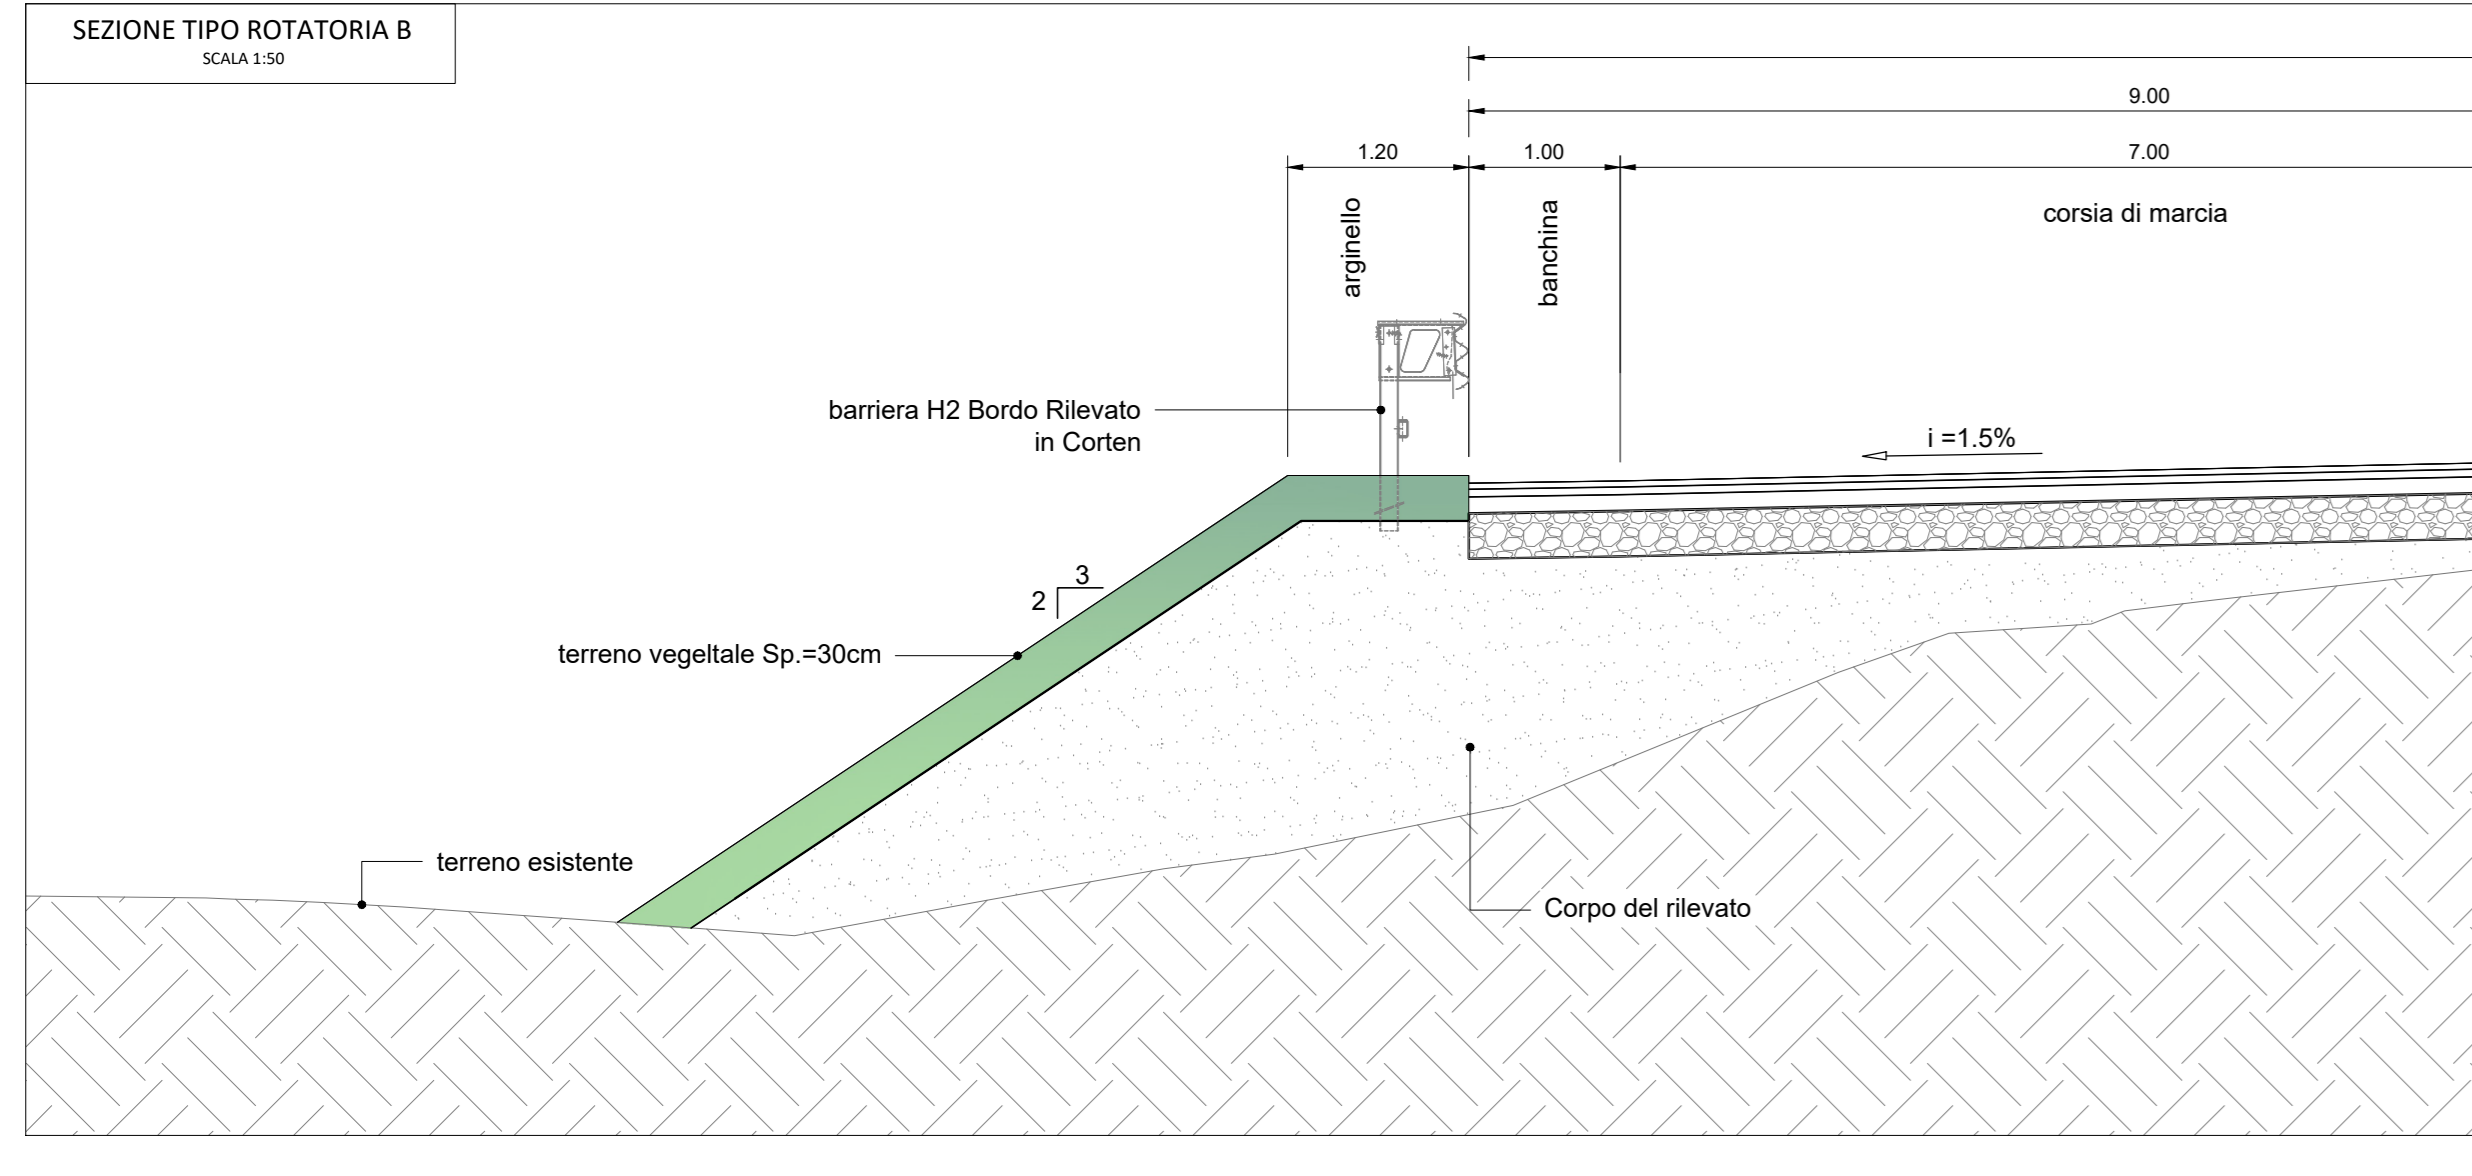 SEZIONE TIPO ROTATORIA B
SCALA 1:50
9.00
1.20
1.00
7.00
arginello
banchina
corsia di marcia
barriera H2 Bordo Rilevato
in Corten
i =1.5%
3
2
terreno vegeltale Sp.=30cm
terreno esistente
Corpo del rilevato